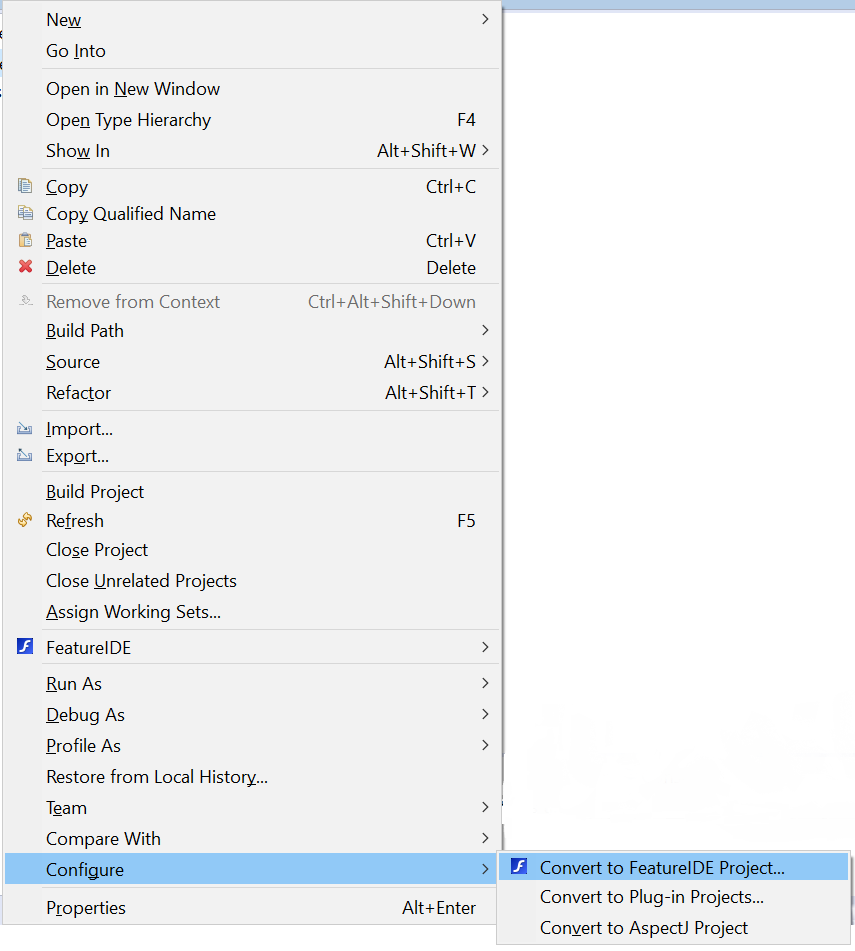 New
Go Into
Open in New Window
Open Type Hierarchy F4
Show In Alt+Shift+W
Copy Ctrl+C
Copy Qualified Name
Paste Ctrl+V
Delete Delete
Remove from Context Ctrl+Alt+Shift+Down
Build Path
Source Alt+Shift+S
Refactor Alt+Shift+T
Import...
Export...
Build Project
Refresh F5
Close Project
Close Unrelated Projects
Assign Working Sets...
FeatureIDE
Run As
Debug As
Profile As
Restore from Local History...
Team
Compare With
Configure
Properties Alt+Enter
Convert to FeatureIDE Project...
Convert to Plug-in Projects...
Convert to AspectJ Project